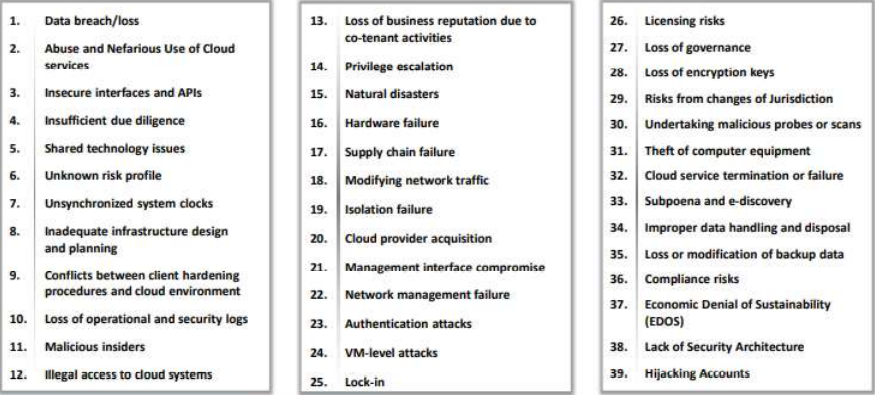 1. Data breach/loss
2. Abuse and Nefarious Use of Cloud
services
3. Insecure interfaces and APIs
4. Insufficient due diligence
5. Shared technology issues
6. Unknown risk profile
7. Unsynchronized system clocks
8. Inadequate infrastructure design
and planning
9. Conflicts between client hardening
procedures and cloud environment
10. Loss of operational and security logs
11. Malicious insiders
12. Illegal access to cloud systems
13. Loss of business reputation due to
co-tenant activities
14. Privilege escalation
15. Natural disasters
16. Hardware failure
17. Supply chain failure
18. Modifying network traffic
19. Isolation failure
20. Cloud provider acquisition
21. Management interface compromise
22. Network management failure
23. Authentication attacks
24. VM-level attacks
25. Lock-in
26. Licensing risks
27. Loss of governance
28. Loss of encryption keys
29. Risks from changes of Jurisdiction
30. Undertaking malicious probes or scans
31. Theft of computer equipment
32. Cloud service termination or failure
33. Subpoena and e-discovery
34. Improper data handling and disposal
35. Loss or modification of backup data
36. Compliance risks
37. Economic Denial of Sustainability
(EDOS)
38. Lack of Security Architecture
39. Hijacking Accounts